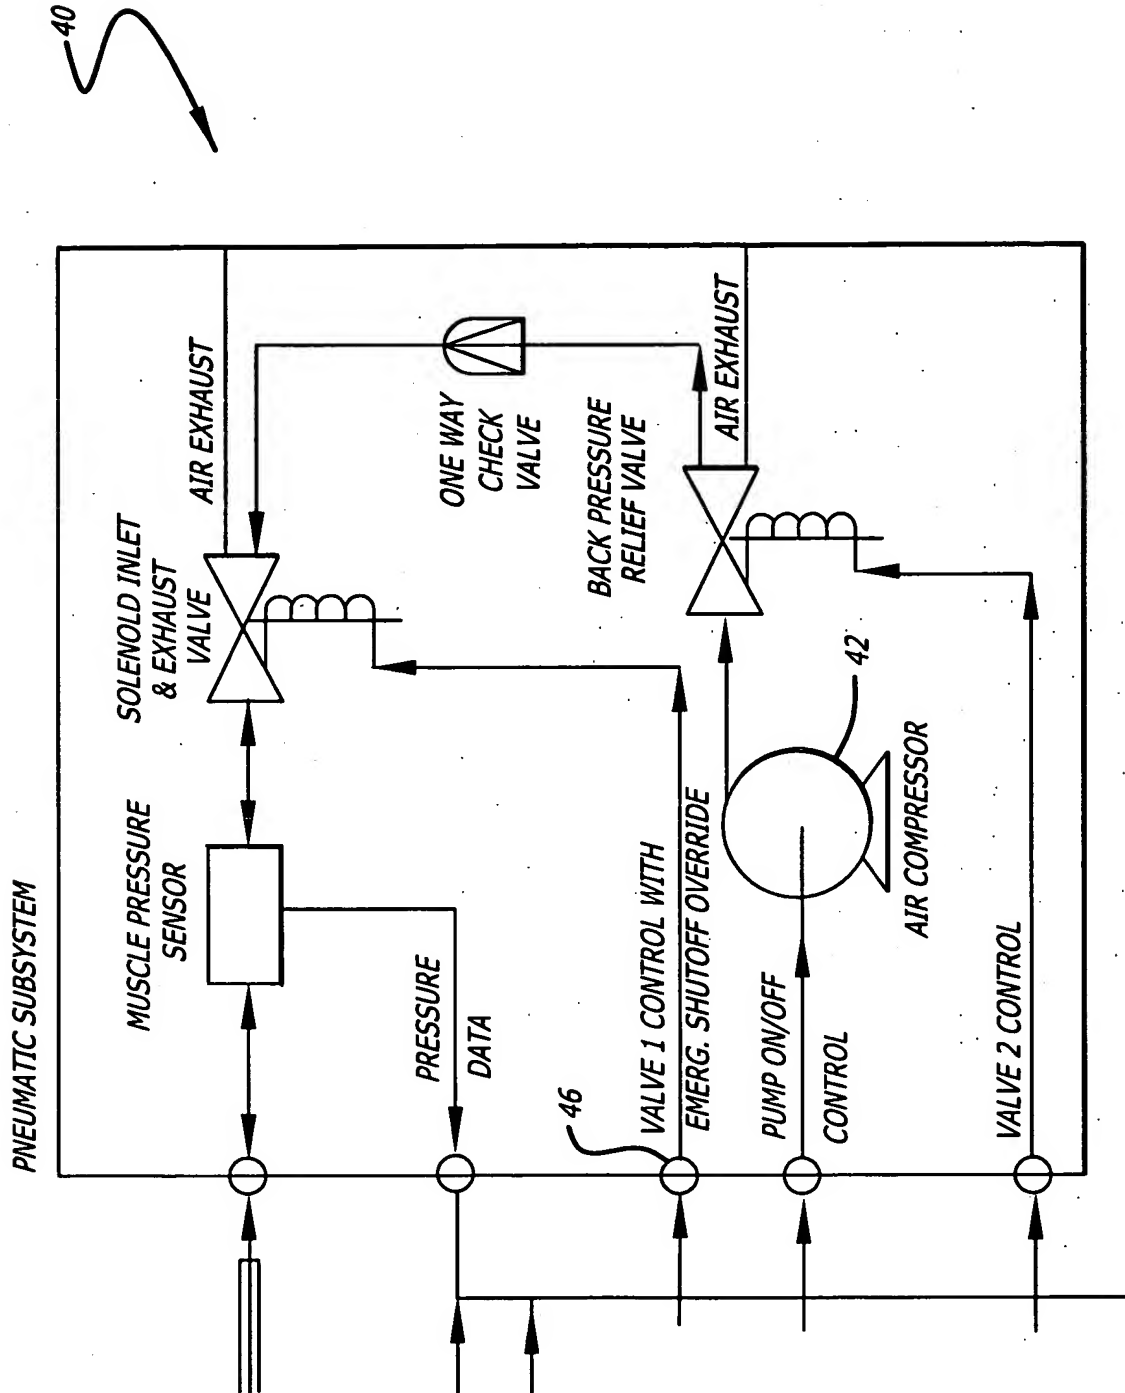 40
PNEUMATIC SUBSYSTEM
MUSCLE PRESSURE
SENSOR
SOLENOLD INLET
& EXHAUST
VALVE
AIR EXHAUST
PRESSURE
DATA
ONE WAY
CHECK
VALVE
46
VALVE 1 CONTROL WITH
EMERG. SHUTOFF OVERRIDE
BACK PRESSURE
RELIEF VALVE
AIR EXHAUST
PUMP ON/OFF
CONTROL
42
AIR COMPRESSOR
VALVE 2 CONTROL